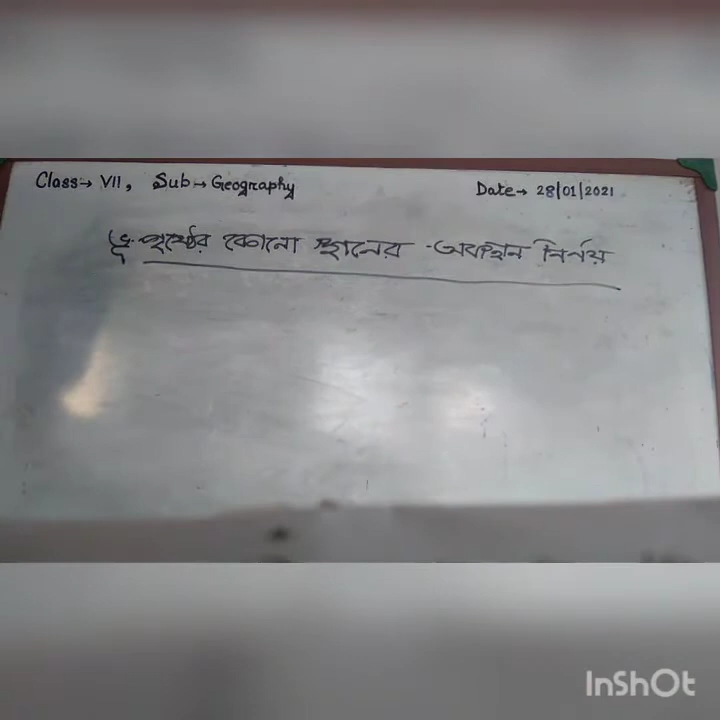 Class→ VII, Sub→Geography Date→ 28/01/2021
ভূ-পৃষ্ঠের কোনো স্থানের অবস্থান নির্ণয়
InShOt